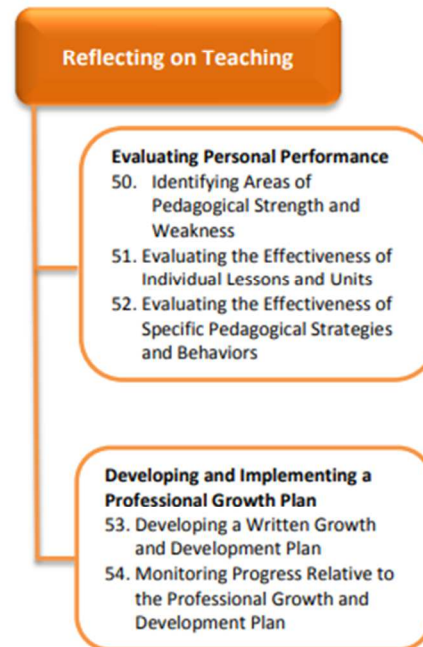 Reflecting on Teaching
Evaluating Personal Performance
50. Identifying Areas of
Pedagogical Strength and
Weakness
51. Evaluating the Effectiveness of
Individual Lessons and Units
52. Evaluating the Effectiveness of
Specific Pedagogical Strategies
and Behaviors
Developing and Implementing a
Professional Growth Plan
53. Developing a Written Growth
and Development Plan
54. Monitoring Progress Relative to
the Professional Growth and
Development Plan